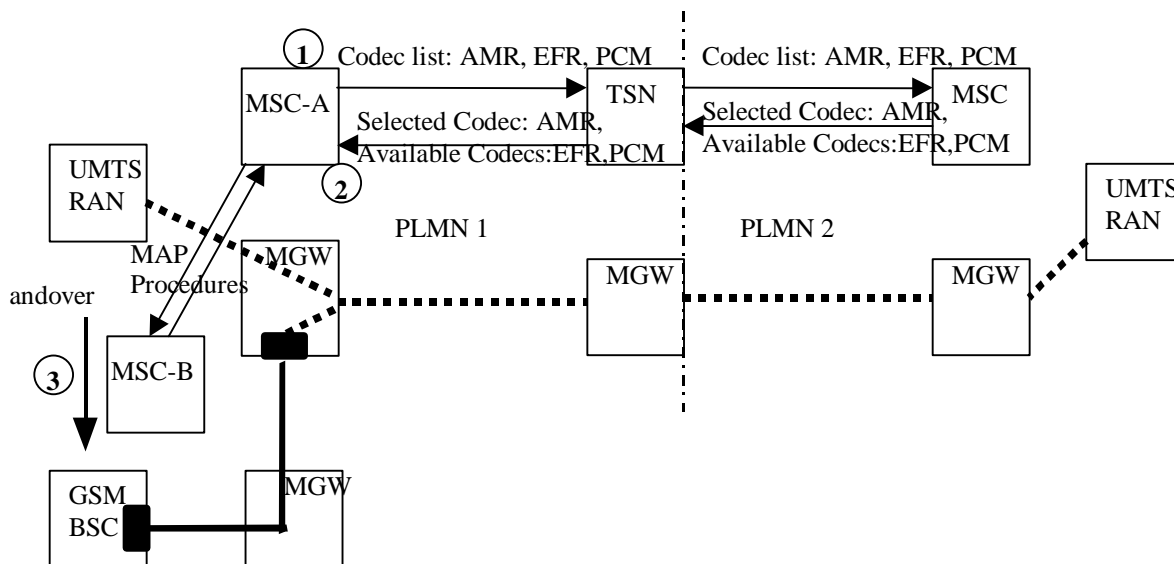 1
Codec list: AMR, EFR, PCM
Codec list: AMR, EFR, PCM
MSC-A
TSN
MSC
Selected Codec: AMR,
Available Codecs:EFR,PCM
Selected Codec: AMR,
Available Codecs:EFR,PCM
2
UMTS
RAN
UMTS
RAN
PLMN 1
PLMN 2
MAP
Procedures
MGW
MGW
MGW
andover
MSC-B
3
GSM
BSC
MGW